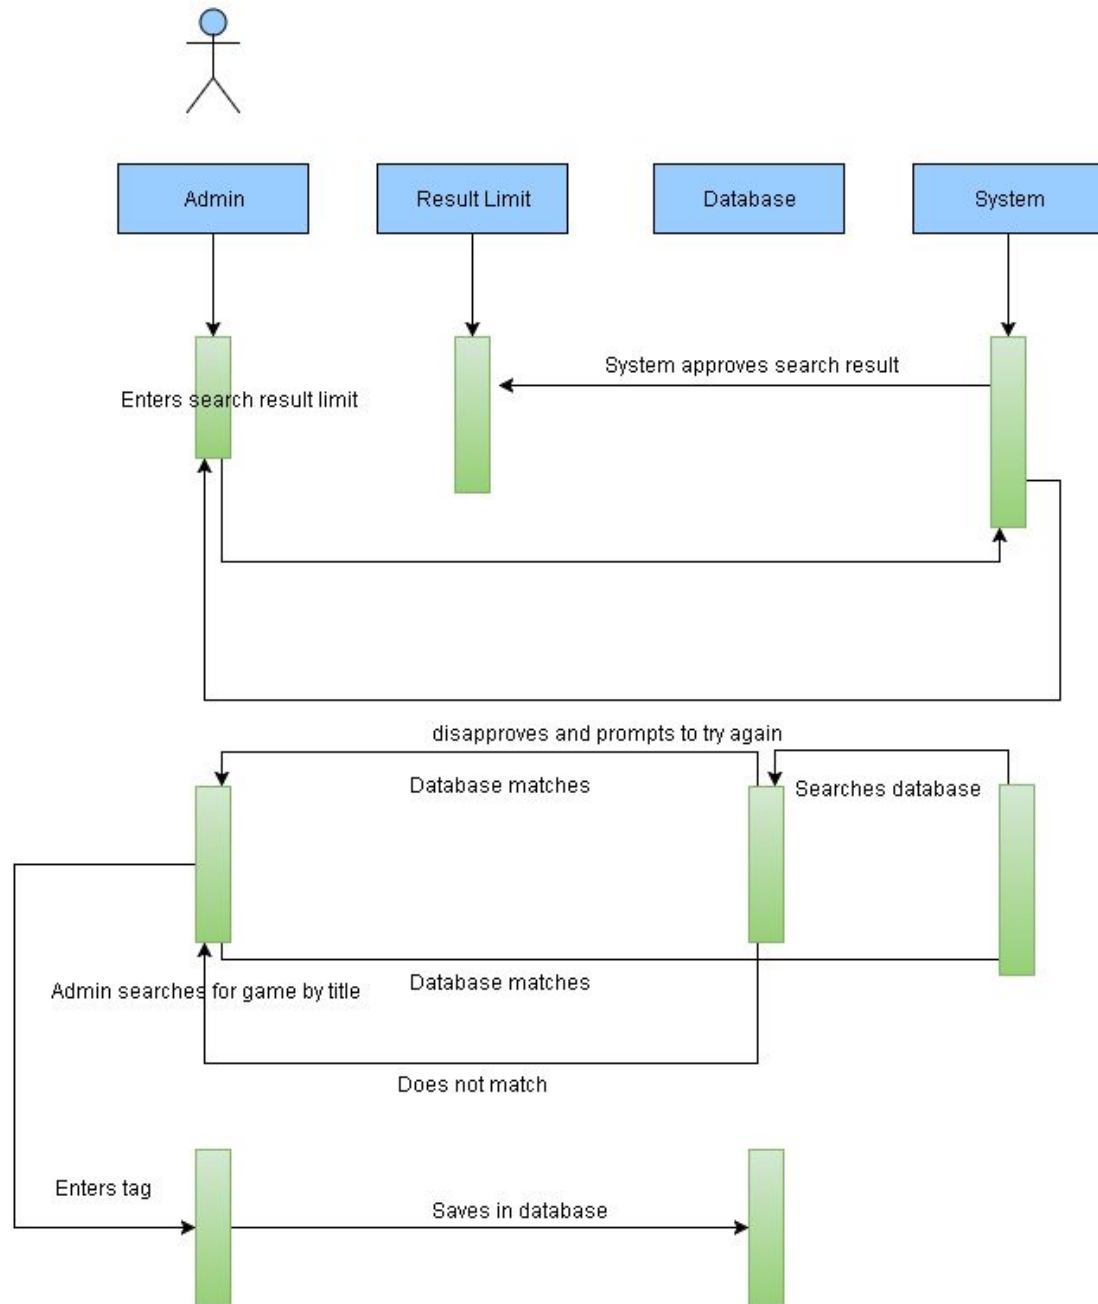 Admin
Result Limit
Database
System
System approves search result
Enters search result limit
disapproves and prompts to try again
Database matches
Searches database
Database matches
Admin searches for game by title
Does not match
Enters tag
Saves in database